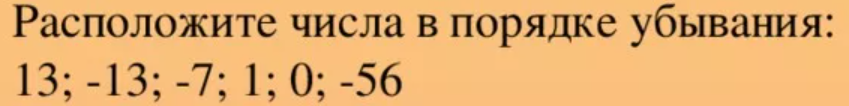 Расположите числа в порядке убывания:
13; -13; -7; 1; 0; -56